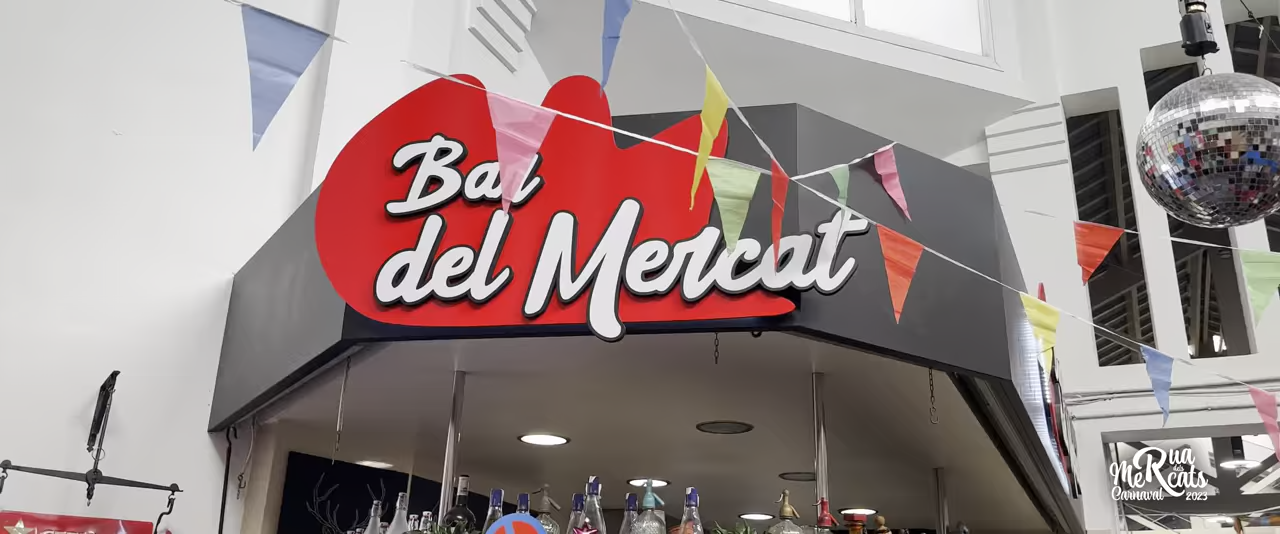 Bar
del Mercat
Rua
dels
Mercats
Carnaval 2023